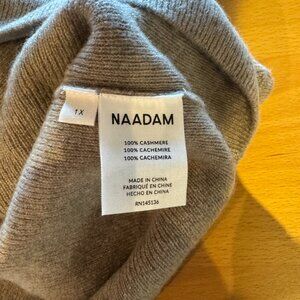 1X
NAADAM
100% CASHMERE
100% CACHEMIRE
100% CACHEMIRA
MADE IN CHINA
FABRIQUÉ EN CHINE
HECHO EN CHINA
RN145136